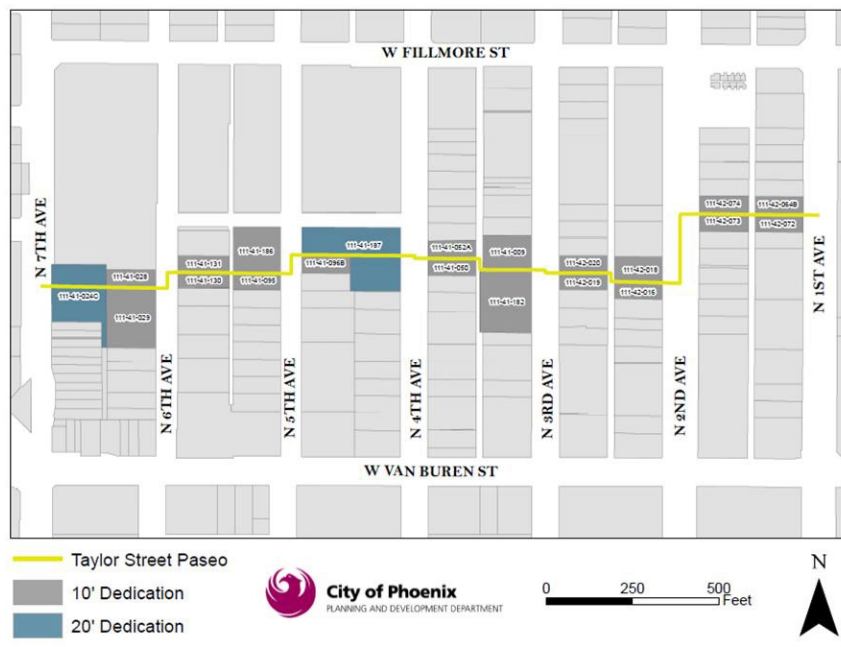 W FILLMORE ST
N 7TH AVE
N 6TH AVE
N 5TH AVE
N 4TH AVE
N 3RD AVE
N 2ND AVE
N 1ST AVE
111-42-074
111-42-064B
111-42-073
111-42-072
111-41-186
111-41-187
111-41-052A
111-41-009
111-41-131
111-41-096B
111-41-050
111-42-020
111-42-018
111-41-028
111-41-130
111-41-095
111-42-019
111-42-016
111-41-024C
111-41-029
111-41-182
W VAN BUREN ST
Taylor Street Paseo
10' Dedication
20' Dedication
City of Phoenix
PLANNING AND DEVELOPMENT DEPARTMENT
0 250 500
Feet
N